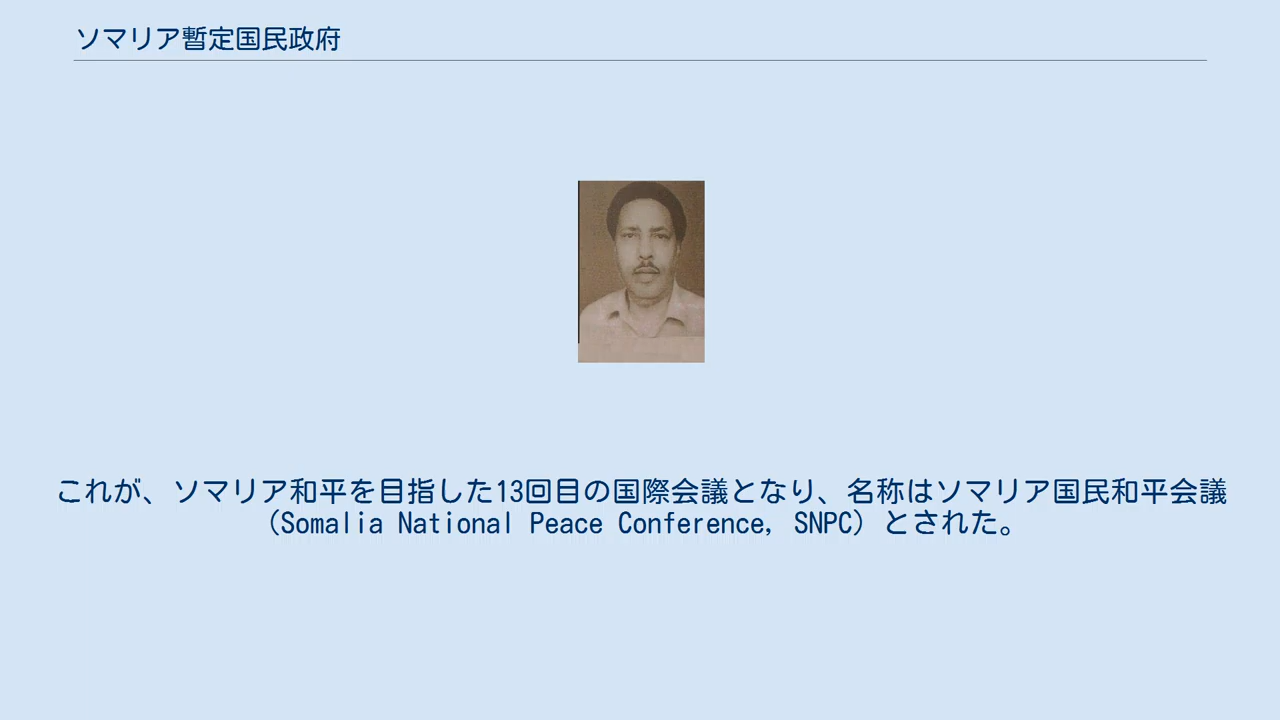 ソマリア暫定国民政府
これが、ソマリア和平を目指した13回目の国際会議となり、名称はソマリア国民和平会議
（Somalia National Peace Conference, SNPC）とされた。